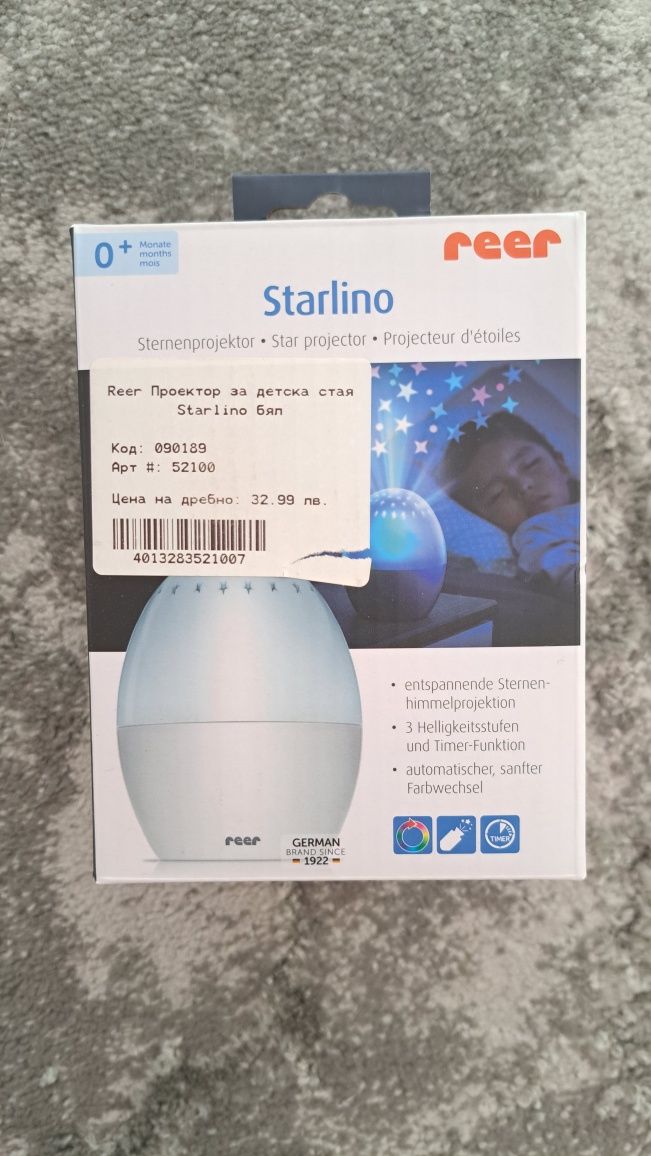 0+
Monate
months
mois
reer
Starlino
Sternenprojektor • Star projector • Projecteur d'étoiles
Reer Проектор за детска стая
Starlino бял
Код: 090189
Арт #: 52100
Цена на дребно: 32.99 лв.
4013283521007
• entspannende Sternen-
himmelprojektion
• 3 Helligkeitsstufen
und Timer-Funktion
• automatischer, sanfter
Farbwechsel
reer
GERMAN
BRAND SINCE
1922
TIMER